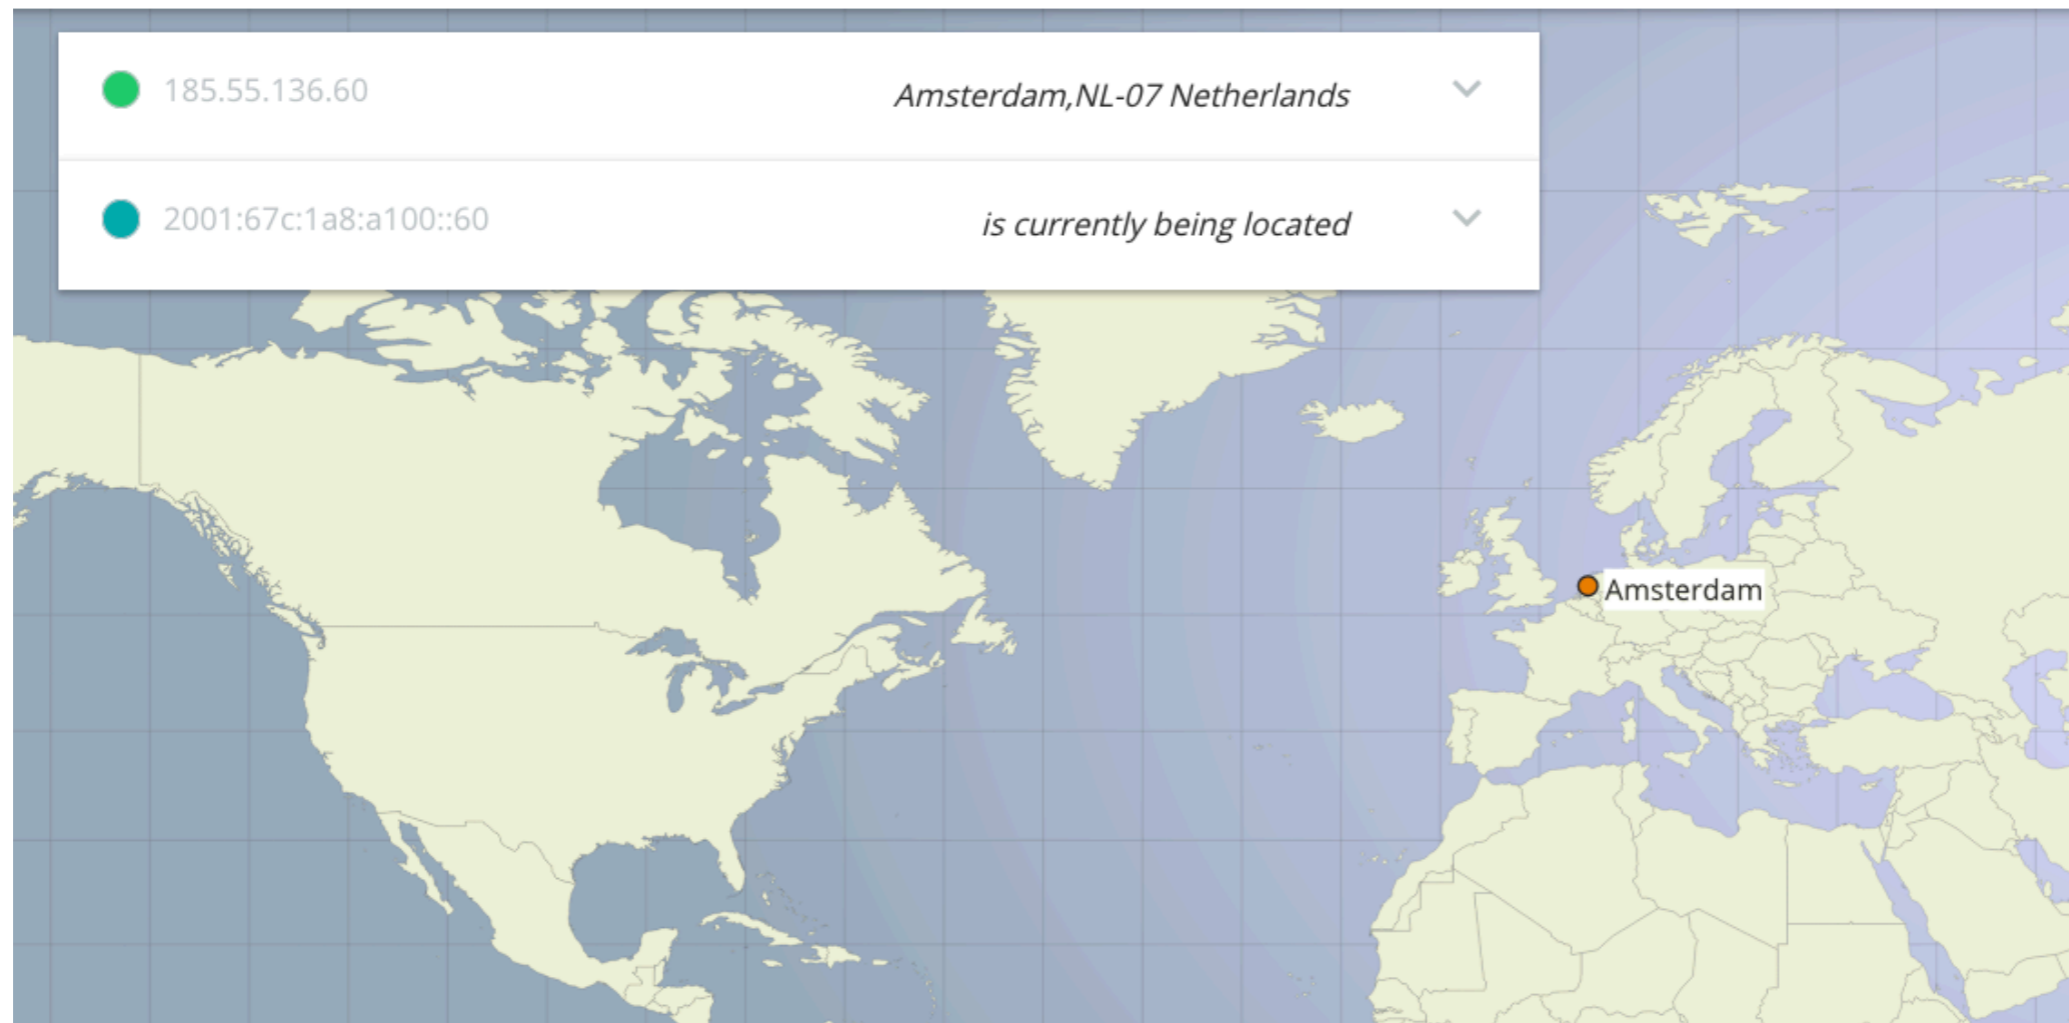 185.55.136.60 Amsterdam,NL-07 Netherlands
2001:67c:1a8:a100::60 is currently being located
Amsterdam